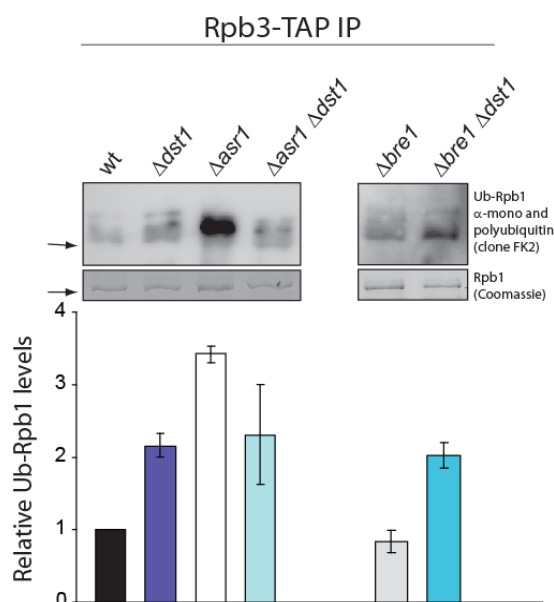 Rpb3-TAP IP
wt
Δdst1
Δasr1
Δasr1 Δdst1
Δbre1
Δbre1 Δdst1
Ub-Rpb1
α-mono and
polyubiquitin
(clone FK2)
Rpb1
(Coomassie)
Relative Ub-Rpb1 levels
4
3
2
1
0